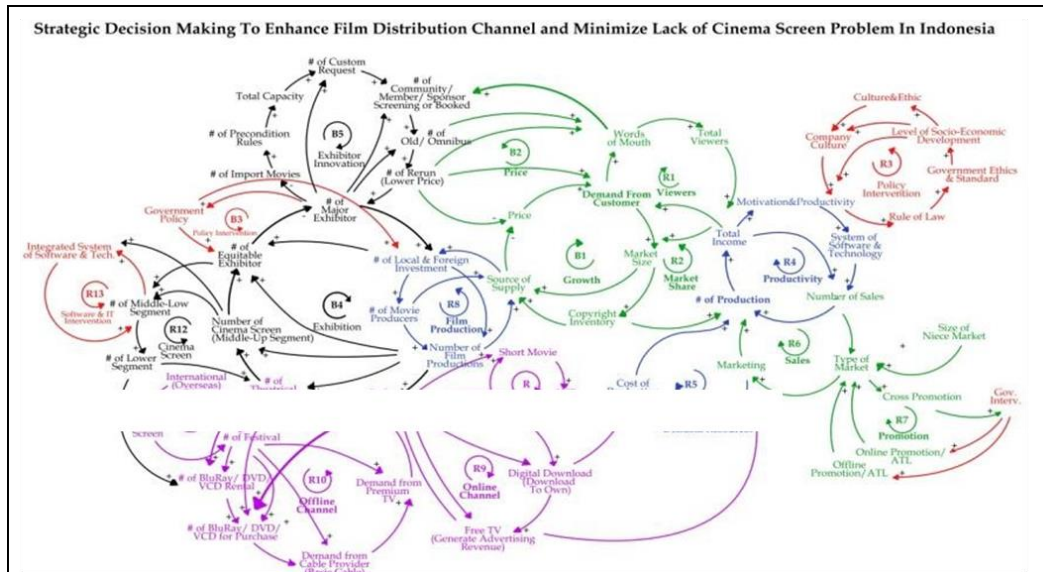 Strategic Decision Making To Enhance Film Distribution Channel and Minimize Lack of Cinema Screen Problem In Indonesia
# of Custom
Request
# of
Community/
Member/ Sponsor
Screening or Booked
Total Capacity
# of Precondition
Rules
# of Import Movies
B5
Exhibitor
Innovation
Old/
# of
Omnibus
# of Rerun
(Lower Price)
B2
Price
Words
of Mouth
Total
Viewers
R1
Viewers
Demand From
Customer
Price
Culture&Ethic
Company
Culture
Level of Socio-Economic
Development
R3
Policy
Intervention
Government Ethics
& Standard
Rule of Law
Motivation&Productivity
Government
Policy
B3
Policy Intervention
# of
Major
Exhibitor
# of
Equitable
Exhibitor
Integrated System
of Software & Tech.
R13
Software & IT
Intervention
# of Middle-Low
Segment
R12
Cinema
Screen
# of Lower
Segment
Number of
Cinema Screen
(Middle-Up Segment)
B4
Exhibition
# of Local & Foreign
Investment
# of Movie
Producers
R8
Film
Production
Number of
Film
Productions
Source of
Supply
B1
Growth
Market
Size
R2
Market
Share
Copyright
Inventory
Total
Income
R4
Productivity
System of
Software &
Technology
# of Production
Number of Sales
R6
Sales
Marketing
Type of
Market
Size of
Niece Market
Cross Promotion
Gov.
Interv.
R7
Promotion
Online Promotion/
ATL
Offline
Promotion/ATL
International
(Overseas)
# of
Short Movie
R
Cost of
R5
Screen
# of Festival
# of BluRay/ DVD/
VCD Rental
R10
Offline
Channel
# of BluRay/ DVD/
VCD for Purchase
Demand from
Premium
TV
Demand from
Cable Provider
R9
Online
Channel
Digital Download
(Download
To Own)
Free TV
(Generate Advertising
Revenue)